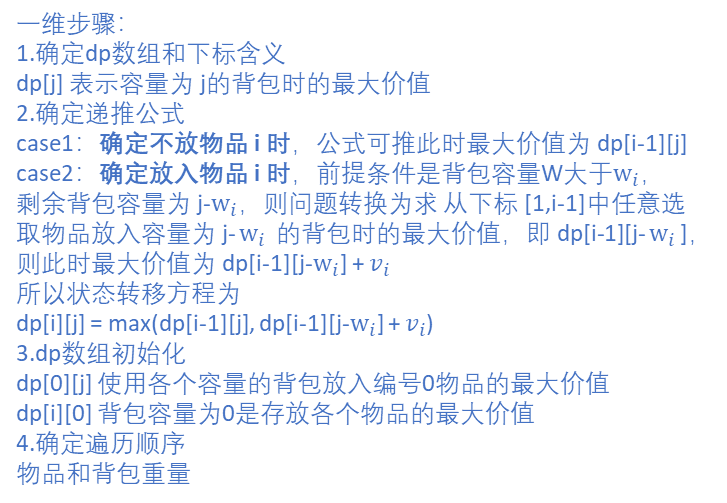 一维步骤：
1.确定dp数组和下标含义
dp[j] 表示容量为 j的背包时的最大价值
2.确定递推公式
case1：确定不放物品 i 时，公式可推此时最大价值为 dp[i-1][j]
case2：确定放入物品 i 时，前提条件是背包容量W大于wᵢ，
剩余背包容量为 j-wᵢ，则问题转换为求 从下标 [1,i-1]中任意选
取物品放入容量为 j- wᵢ 的背包时的最大价值，即 dp[i-1][j- wᵢ ]，
则此时最大价值为 dp[i-1][j-wᵢ] + vᵢ
所以状态转移方程为
dp[i][j] = max(dp[i-1][j], dp[i-1][j-wᵢ] + vᵢ)
3.dp数组初始化
dp[0][j] 使用各个容量的背包放入编号0物品的最大价值
dp[i][0] 背包容量为0是存放各个物品的最大价值
4.确定遍历顺序
物品和背包重量